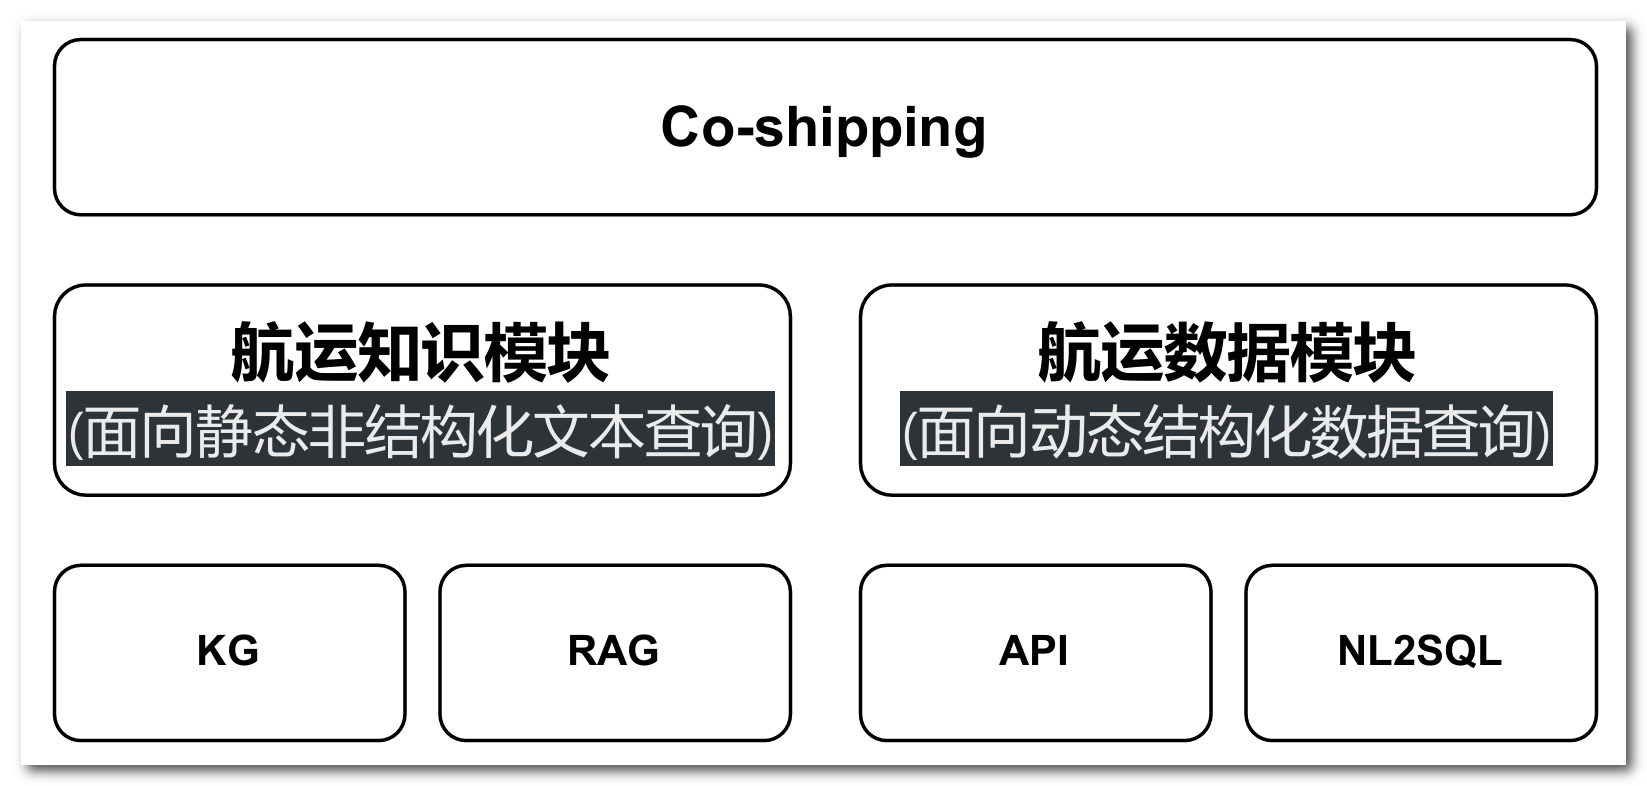 Co-shipping
航运知识模块
(面向静态非结构化文本查询)
航运数据模块
(面向动态结构化数据查询)
KG
RAG
API
NL2SQL